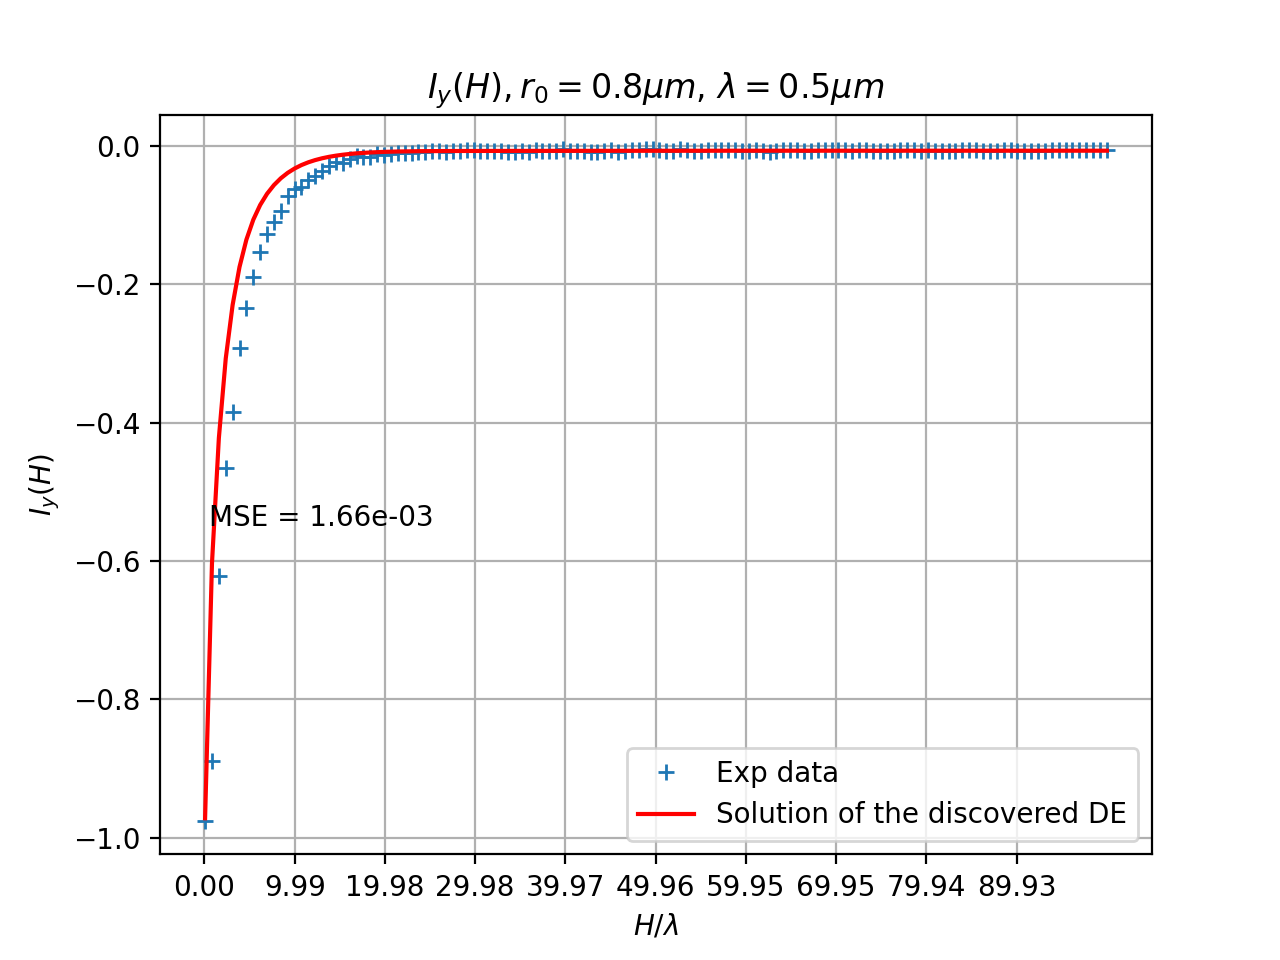 I_y(H), r_0 = 0.8μm, λ = 0.5μm
0.0
−0.2
−0.4
−0.6
−0.8
−1.0
I_y(H)
MSE = 1.66e-03
Exp data
Solution of the discovered DE
0.00 9.99 19.98 29.98 39.97 49.96 59.95 69.95 79.94 89.93
H/λ